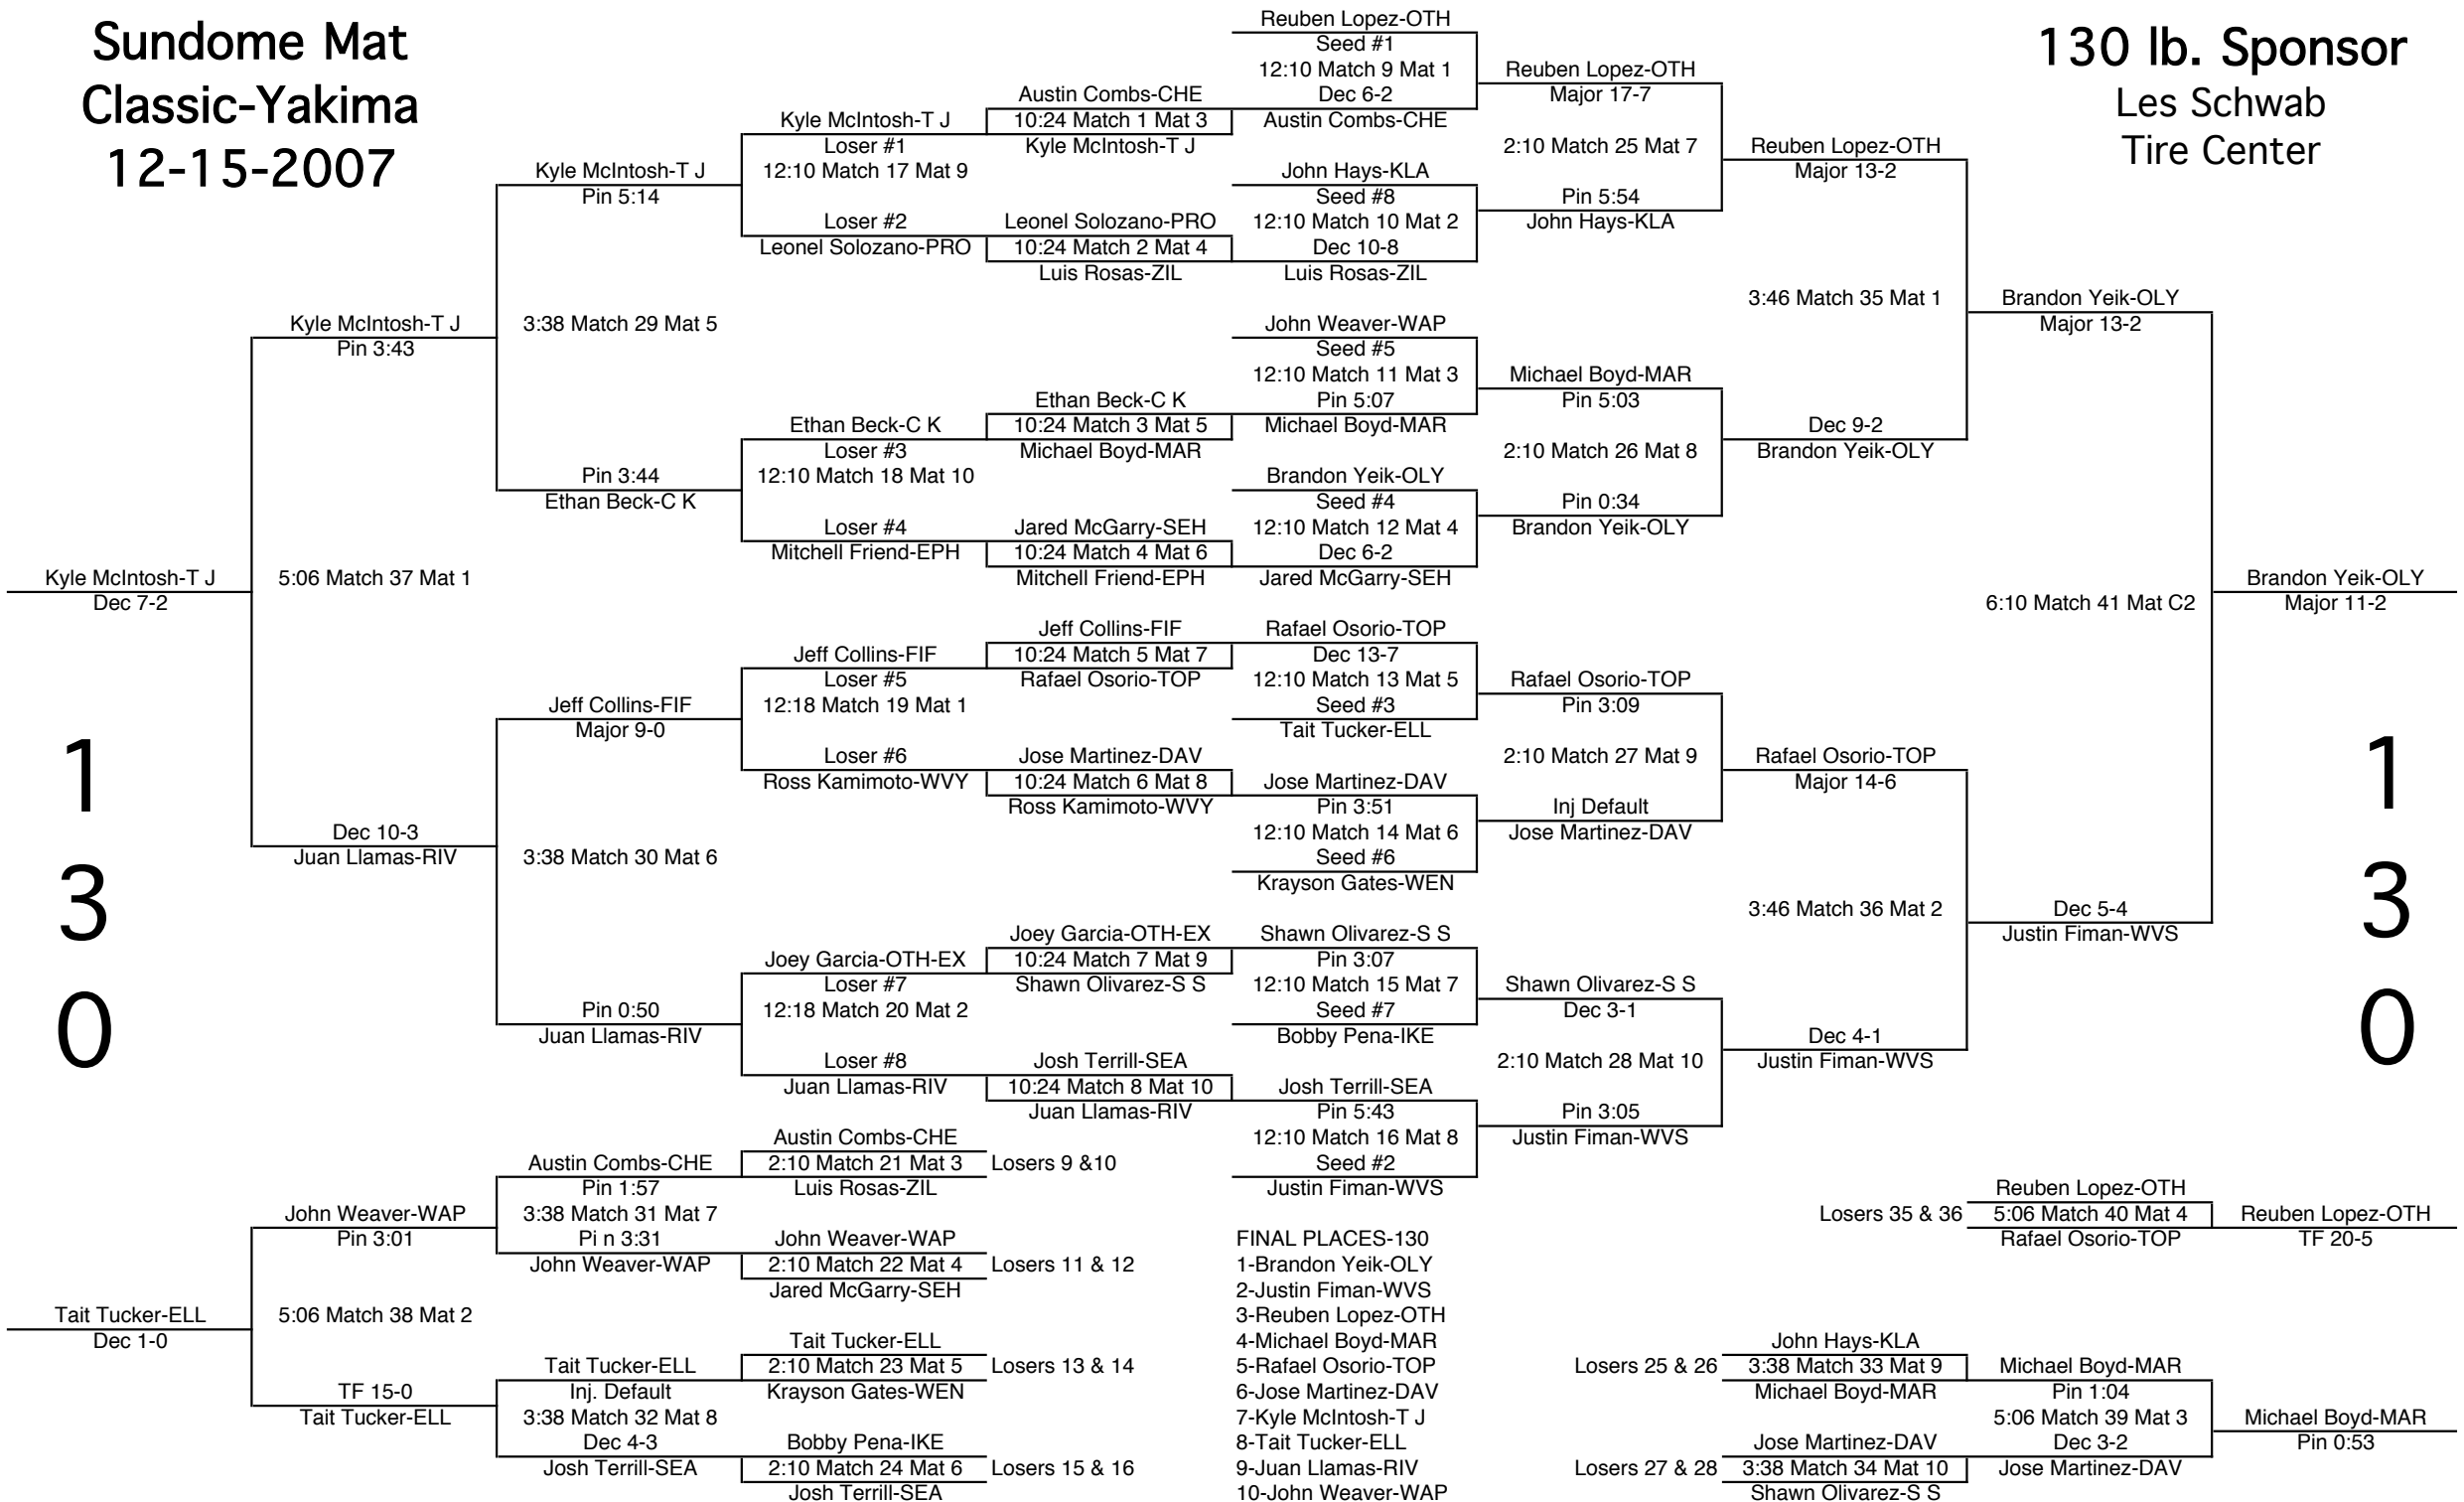 Sundome Mat
Classic-Yakima
12-15-2007
130 lb. Sponsor
Les Schwab
Tire Center
Kyle McIntosh-T J
Dec 7-2
1
3
0
Tait Tucker-ELL
Dec 1-0
Kyle McIntosh-T J
Pin 3:43
5:06 Match 37 Mat 1
Dec 10-3
Juan Llamas-RIV
John Weaver-WAP
Pin 3:01
5:06 Match 38 Mat 2
TF 15-0
Tait Tucker-ELL
Kyle McIntosh-T J
Pin 5:14
3:38 Match 29 Mat 5
Pin 3:44
Ethan Beck-C K
Jeff Collins-FIF
Major 9-0
3:38 Match 30 Mat 6
Pin 0:50
Juan Llamas-RIV
Austin Combs-CHE
Pin 1:57
3:38 Match 31 Mat 7
Pi n 3:31
John Weaver-WAP
Tait Tucker-ELL
Inj. Default
3:38 Match 32 Mat 8
Dec 4-3
Josh Terrill-SEA
Kyle McIntosh-T J
Loser #1
12:10 Match 17 Mat 9
Loser #2
Leonel Solozano-PRO
Ethan Beck-C K
Loser #3
12:10 Match 18 Mat 10
Loser #4
Mitchell Friend-EPH
Jeff Collins-FIF
Loser #5
12:18 Match 19 Mat 1
Loser #6
Ross Kamimoto-WVY
Joey Garcia-OTH-EX
Loser #7
12:18 Match 20 Mat 2
Loser #8
Juan Llamas-RIV
Austin Combs-CHE
2:10 Match 21 Mat 3 Losers 9 &10
Luis Rosas-ZIL
John Weaver-WAP
2:10 Match 22 Mat 4 Losers 11 & 12
Jared McGarry-SEH
Tait Tucker-ELL
2:10 Match 23 Mat 5 Losers 13 & 14
Krayson Gates-WEN
Bobby Pena-IKE
2:10 Match 24 Mat 6 Losers 15 & 16
Josh Terrill-SEA
Austin Combs-CHE
10:24 Match 1 Mat 3
Kyle McIntosh-T J
Leonel Solozano-PRO
10:24 Match 2 Mat 4
Luis Rosas-ZIL
Ethan Beck-C K
10:24 Match 3 Mat 5
Michael Boyd-MAR
Jared McGarry-SEH
10:24 Match 4 Mat 6
Mitchell Friend-EPH
Jeff Collins-FIF
10:24 Match 5 Mat 7
Rafael Osorio-TOP
Jose Martinez-DAV
10:24 Match 6 Mat 8
Ross Kamimoto-WVY
Joey Garcia-OTH-EX
10:24 Match 7 Mat 9
Shawn Olivarez-S S
Josh Terrill-SEA
10:24 Match 8 Mat 10
Juan Llamas-RIV
Reuben Lopez-OTH
Seed #1
12:10 Match 9 Mat 1
Dec 6-2
Austin Combs-CHE
John Hays-KLA
Seed #8
12:10 Match 10 Mat 2
Dec 10-8
Luis Rosas-ZIL
John Weaver-WAP
Seed #5
12:10 Match 11 Mat 3
Pin 5:07
Michael Boyd-MAR
Brandon Yeik-OLY
Seed #4
12:10 Match 12 Mat 4
Dec 6-2
Jared McGarry-SEH
Rafael Osorio-TOP
Dec 13-7
12:10 Match 13 Mat 5
Seed #3
Tait Tucker-ELL
Jose Martinez-DAV
Pin 3:51
12:10 Match 14 Mat 6
Seed #6
Krayson Gates-WEN
Shawn Olivarez-S S
Pin 3:07
12:10 Match 15 Mat 7
Seed #7
Bobby Pena-IKE
Josh Terrill-SEA
Pin 5:43
12:10 Match 16 Mat 8
Seed #2
Justin Fiman-WVS
FINAL PLACES-130
1-Brandon Yeik-OLY
2-Justin Fiman-WVS
3-Reuben Lopez-OTH
4-Michael Boyd-MAR
5-Rafael Osorio-TOP
6-Jose Martinez-DAV
7-Kyle McIntosh-T J
8-Tait Tucker-ELL
9-Juan Llamas-RIV
10-John Weaver-WAP
Reuben Lopez-OTH
Major 17-7
2:10 Match 25 Mat 7
Pin 5:54
John Hays-KLA
Michael Boyd-MAR
Pin 5:03
2:10 Match 26 Mat 8
Pin 0:34
Brandon Yeik-OLY
Rafael Osorio-TOP
Pin 3:09
2:10 Match 27 Mat 9
Inj Default
Jose Martinez-DAV
Shawn Olivarez-S S
Dec 3-1
2:10 Match 28 Mat 10
Pin 3:05
Justin Fiman-WVS
Reuben Lopez-OTH
Major 13-2
3:46 Match 35 Mat 1
Dec 9-2
Brandon Yeik-OLY
Rafael Osorio-TOP
Major 14-6
3:46 Match 36 Mat 2
Dec 4-1
Justin Fiman-WVS
John Hays-KLA
Losers 25 & 26 3:38 Match 33 Mat 9
Michael Boyd-MAR
Jose Martinez-DAV
Losers 27 & 28 3:38 Match 34 Mat 10
Shawn Olivarez-S S
Brandon Yeik-OLY
Major 13-2
6:10 Match 41 Mat C2
Dec 5-4
Justin Fiman-WVS
Reuben Lopez-OTH
Losers 35 & 36 5:06 Match 40 Mat 4
Rafael Osorio-TOP
Michael Boyd-MAR
Pin 1:04
5:06 Match 39 Mat 3
Dec 3-2
Jose Martinez-DAV
Brandon Yeik-OLY
Major 11-2
1
3
0
Reuben Lopez-OTH
TF 20-5
Michael Boyd-MAR
Pin 0:53